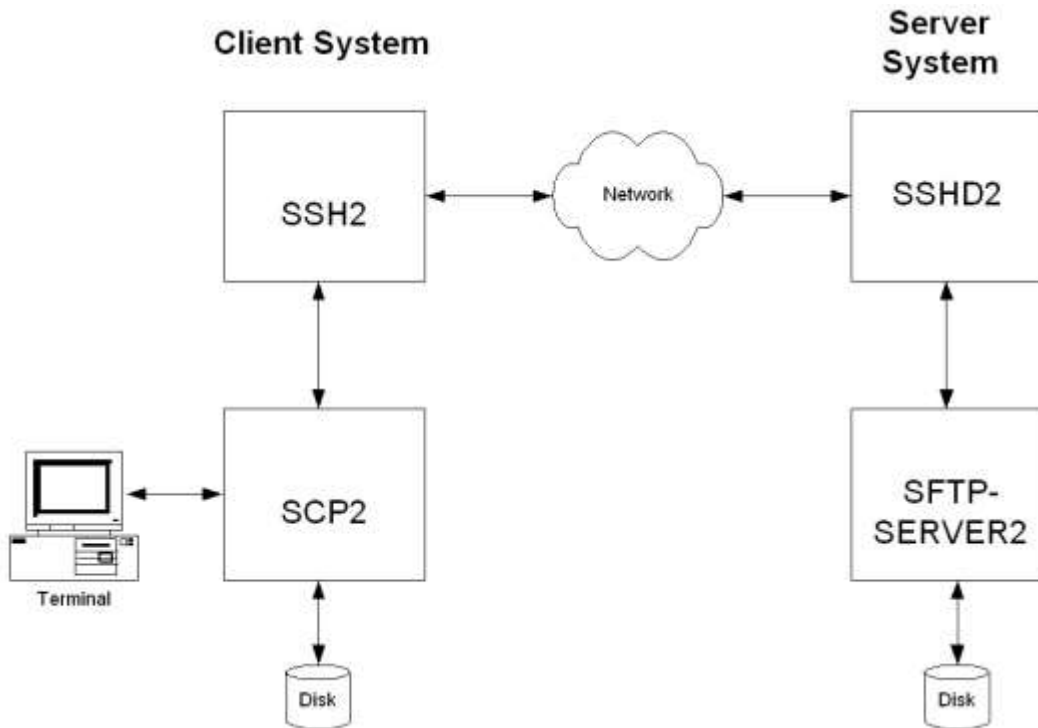 Client System
Server
System
SSH2
Network
SSHD2
SCP2
SFTP-
SERVER2
Terminal
Disk
Disk